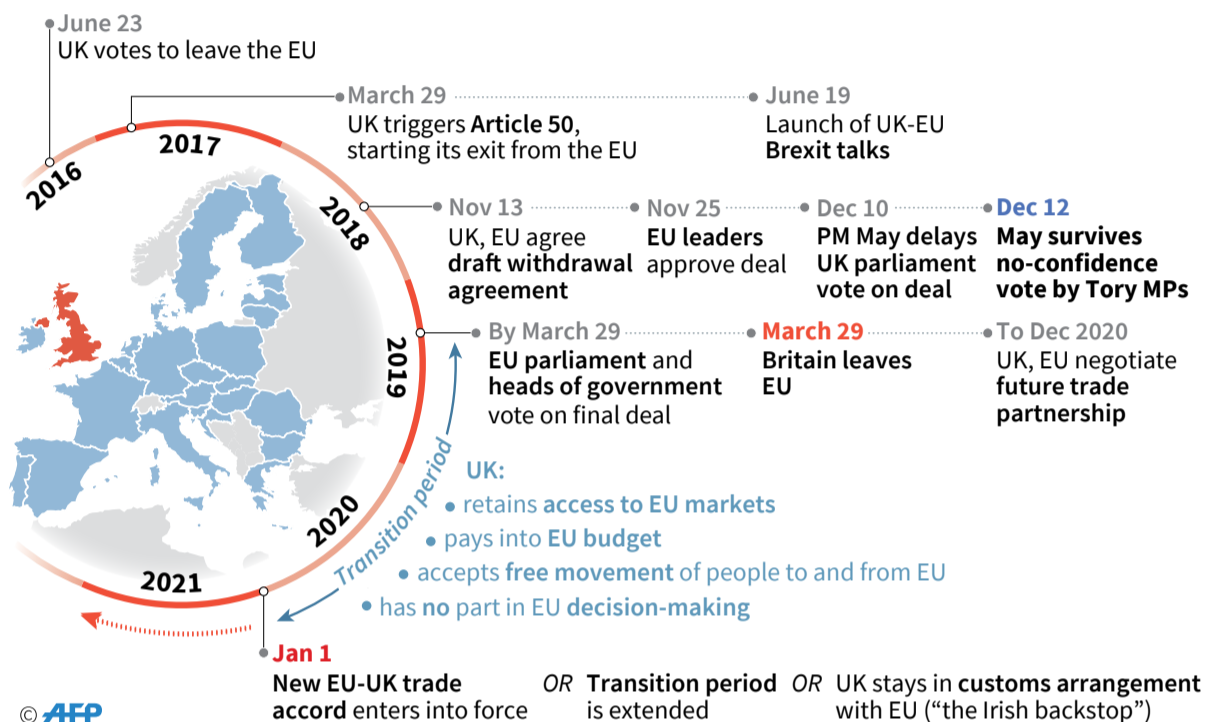 June 23
UK votes to leave the EU
March 29
UK triggers Article 50,
starting its exit from the EU
June 19
Launch of UK-EU
Brexit talks
2016
2017
2018
2019
2020
2021
Nov 13
UK, EU agree
draft withdrawal
agreement
Nov 25
EU leaders
approve deal
Dec 10
PM May delays
UK parliament
vote on deal
Dec 12
May survives
no-confidence
vote by Tory MPs
By March 29
EU parliament and
heads of government
vote on final deal
March 29
Britain leaves
EU
To Dec 2020
UK, EU negotiate
future trade
partnership
Transition period
UK:
• retains access to EU markets
• pays into EU budget
• accepts free movement of people to and from EU
• has no part in EU decision-making
Jan 1
New EU-UK trade
accord enters into force
OR
Transition period
is extended
OR
UK stays in customs arrangement
with EU (“the Irish backstop”)
© AFP